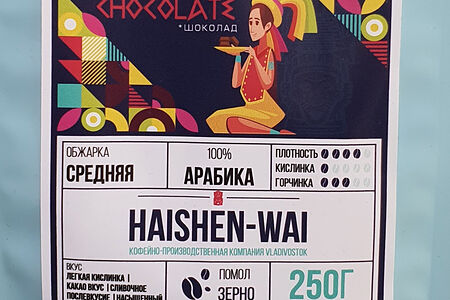 CHOCOLATE
*ШОКОЛАД
ОБЖАРКА
СРЕДНЯЯ
100%
АРАБИКА
ПЛОТНОСТЬ
КИСЛИНКА
ГОРЧИНКА
HAISHEN-WAI
КОФЕЙНО-ПРОИЗВОДСТВЕННАЯ КОМПАНИЯ VLADIVOSTOK
ВКУС
ЛЕГКАЯ КИСЛИНКА |
КАКАО ВКУС | СЛИВОЧНОЕ
ПОСЛЕВКУСИЕ | НАСЫЩЕННЫЙ
ПОМОЛ
ЗЕРНО
250Г